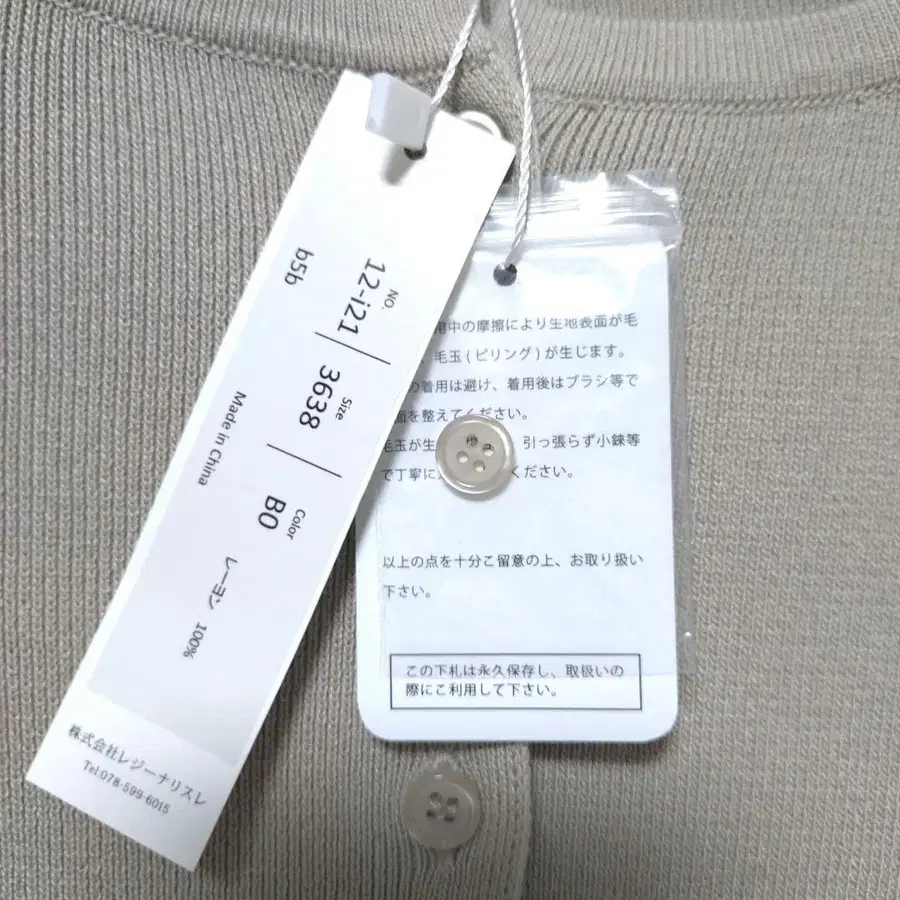 NO.
12-i21
Size
3638
Color
B0
b5b
Made in China
レーヨン 100%
株式会社レジーナリスレ
Tel:078-599-6015
用中の摩擦により生地表面が毛
、毛玉(ピリング)が生じます。
の着用は避け、着用後はブラシ等で
面を整えてください。
毛玉が生 引っ張らず小鋏等
で丁寧に ください。
以上の点を十分ご留意の上、お取り扱い
下さい。
この下札は永久保存し、取扱いの
際にご利用して下さい。